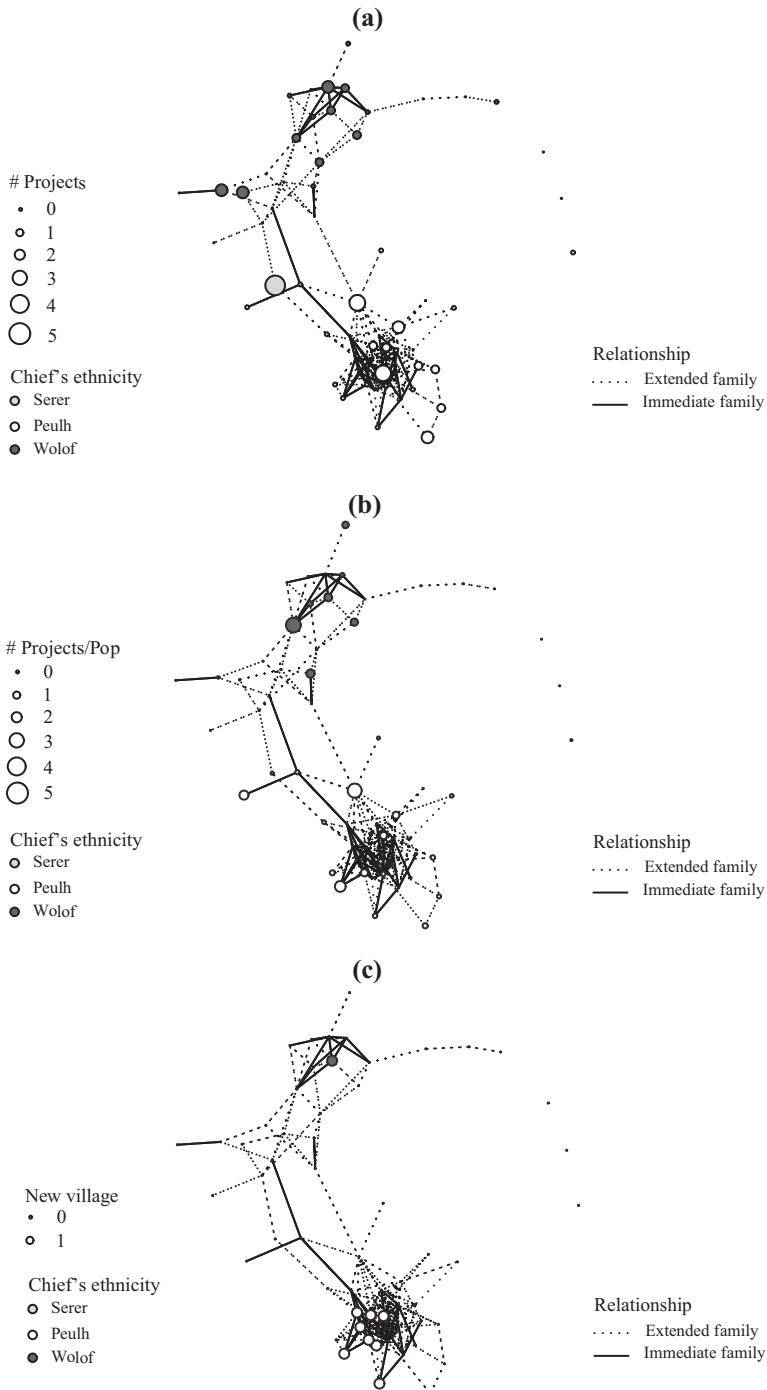 (a)
# Projects
0
1
2
3
4
5
Chief's ethnicity
Serer
Peulh
Wolof
Relationship
Extended family
Immediate family
(b)
# Projects/Pop
0
1
2
3
4
5
Chief's ethnicity
Serer
Peulh
Wolof
Relationship
Extended family
Immediate family
(c)
New village
0
1
Chief's ethnicity
Serer
Peulh
Wolof
Relationship
Extended family
Immediate family